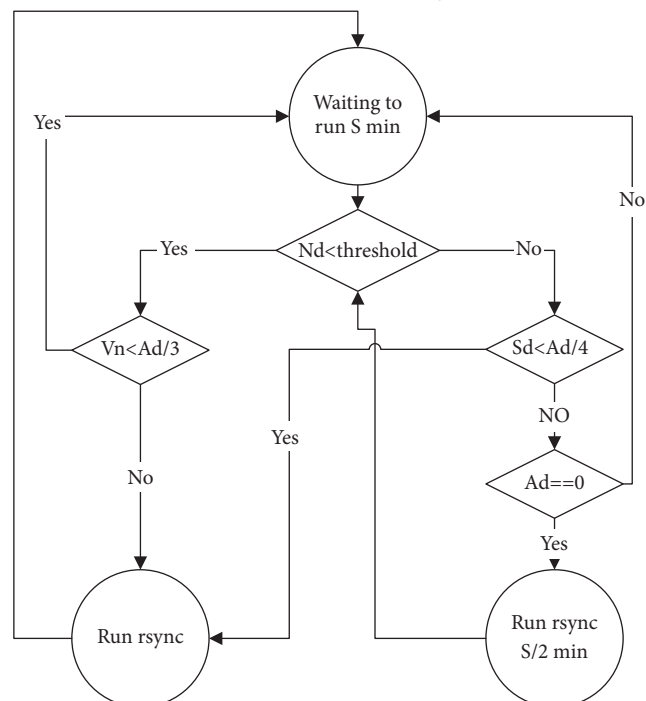 Waiting to
run S min
Yes
No
Yes
Nd<threshold
No
Vn<Ad/3
Sd<Ad/4
NO
Yes
No
Ad==0
Yes
Run rsync
Run rsync
S/2 min